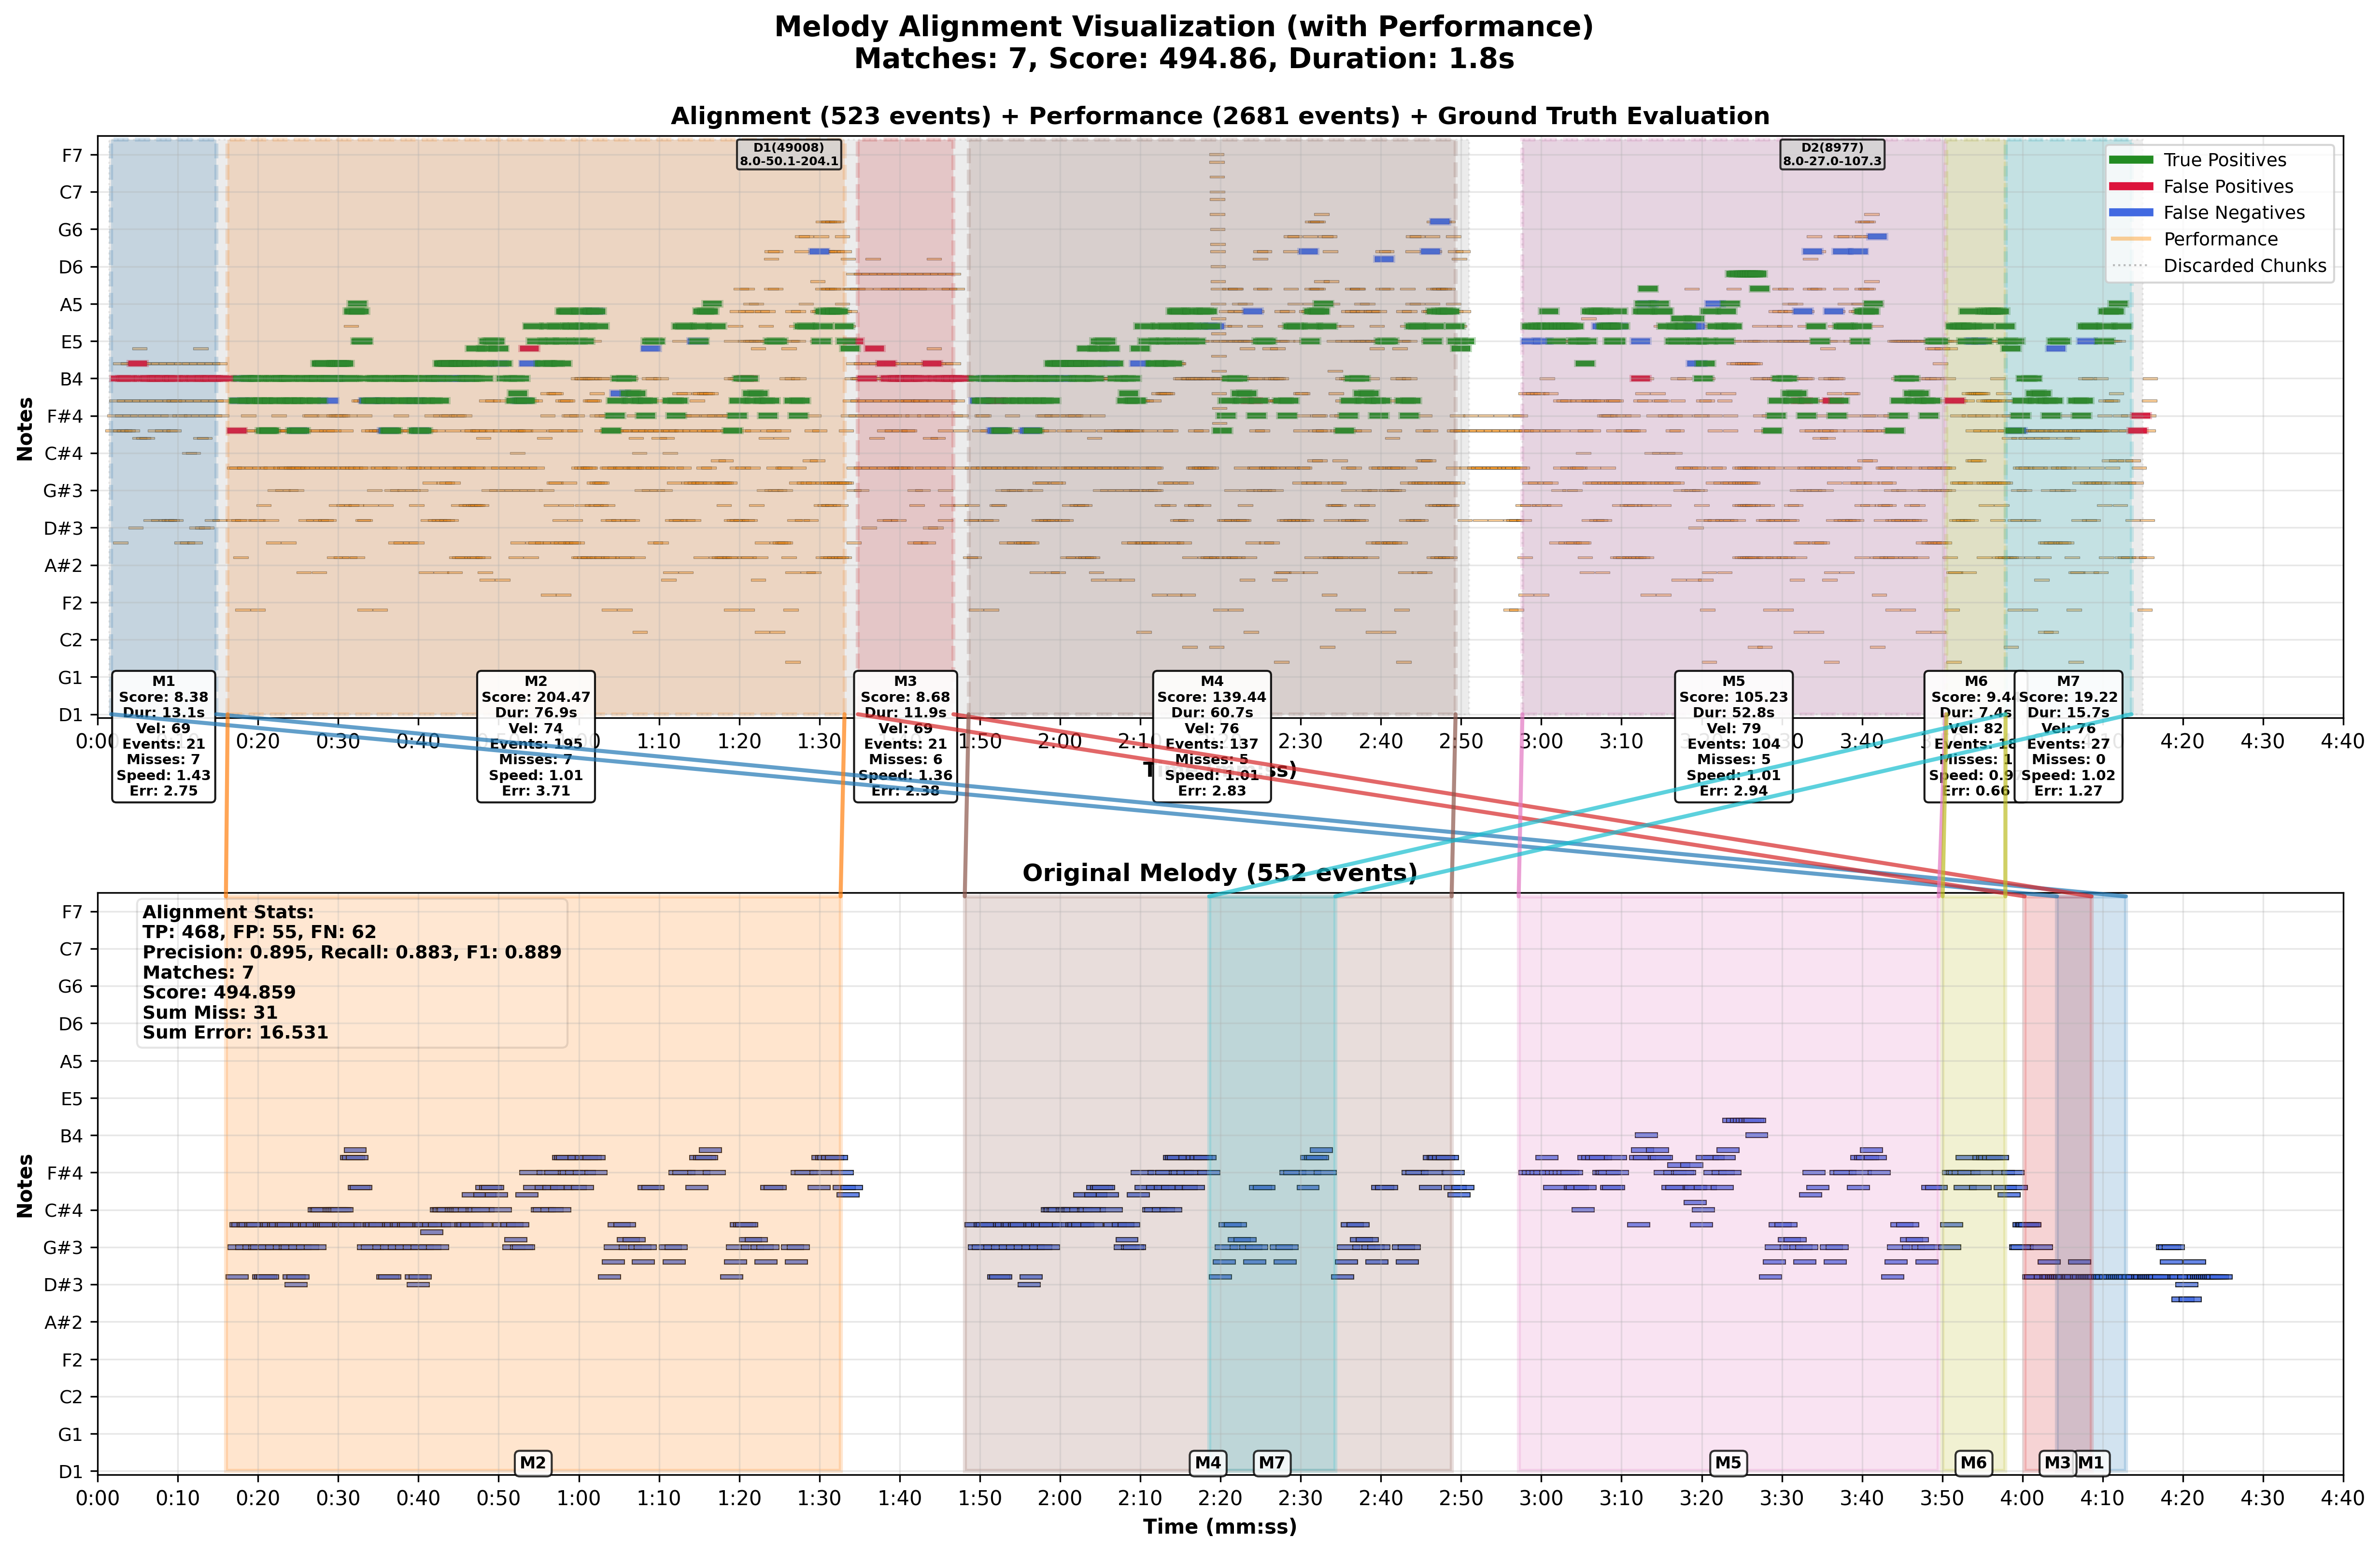 Melody Alignment Visualization (with Performance)
Matches: 7, Score: 494.86, Duration: 1.8s
Alignment (523 events) + Performance (2681 events) + Ground Truth Evaluation
D1(49008)
8.0-50.1-204.1
D2(8977)
8.0-27.0-107.3
True Positives
False Positives
False Negatives
Performance
Discarded Chunks
Notes
F7
C7
G6
D6
A5
E5
B4
F#4
C#4
G#3
D#3
A#2
F2
C2
G1
D1
M1
Score: 8.38
Dur: 13.1s
Vel: 69
Events: 21
Misses: 7
Speed: 1.43
Err: 2.75
M2
Score: 204.47
Dur: 76.9s
Vel: 74
Events: 195
Misses: 7
Speed: 1.01
Err: 3.71
M3
Score: 8.68
Dur: 11.9s
Vel: 69
Events: 21
Misses: 6
Speed: 1.36
Err: 2.38
M4
Score: 139.44
Dur: 60.7s
Vel: 76
Events: 137
Misses: 5
Speed: 1.01
Err: 2.83
M5
Score: 105.23
Dur: 52.8s
Vel: 79
Events: 104
Misses: 5
Speed: 1.01
Err: 2.94
M6
Score: 9.44
Dur: 7.4s
Vel: 82
Events: 18
Misses: 1
Speed: 0.9
Err: 0.66
M7
Score: 19.22
Dur: 15.7s
Vel: 76
Events: 27
Misses: 0
Speed: 1.02
Err: 1.27
0:00 0:20 0:30 0:40 1:10 1:20 1:30 1:50 2:10 2:30 2:40 2:50 3:00 3:10 3:40 4:20 4:30 4:40
Original Melody (552 events)
Alignment Stats:
TP: 468, FP: 55, FN: 62
Precision: 0.895, Recall: 0.883, F1: 0.889
Matches: 7
Score: 494.859
Sum Miss: 31
Sum Error: 16.531
Notes
F7
C7
G6
D6
A5
E5
B4
F#4
C#4
G#3
D#3
A#2
F2
C2
G1
D1
M2
M4
M7
M5
M6
M3
M1
0:00 0:10 0:20 0:30 0:40 0:50 1:00 1:10 1:20 1:30 1:40 1:50 2:00 2:10 2:20 2:30 2:40 2:50 3:00 3:10 3:20 3:30 3:40 3:50 4:00 4:10 4:20 4:30 4:40
Time (mm:ss)